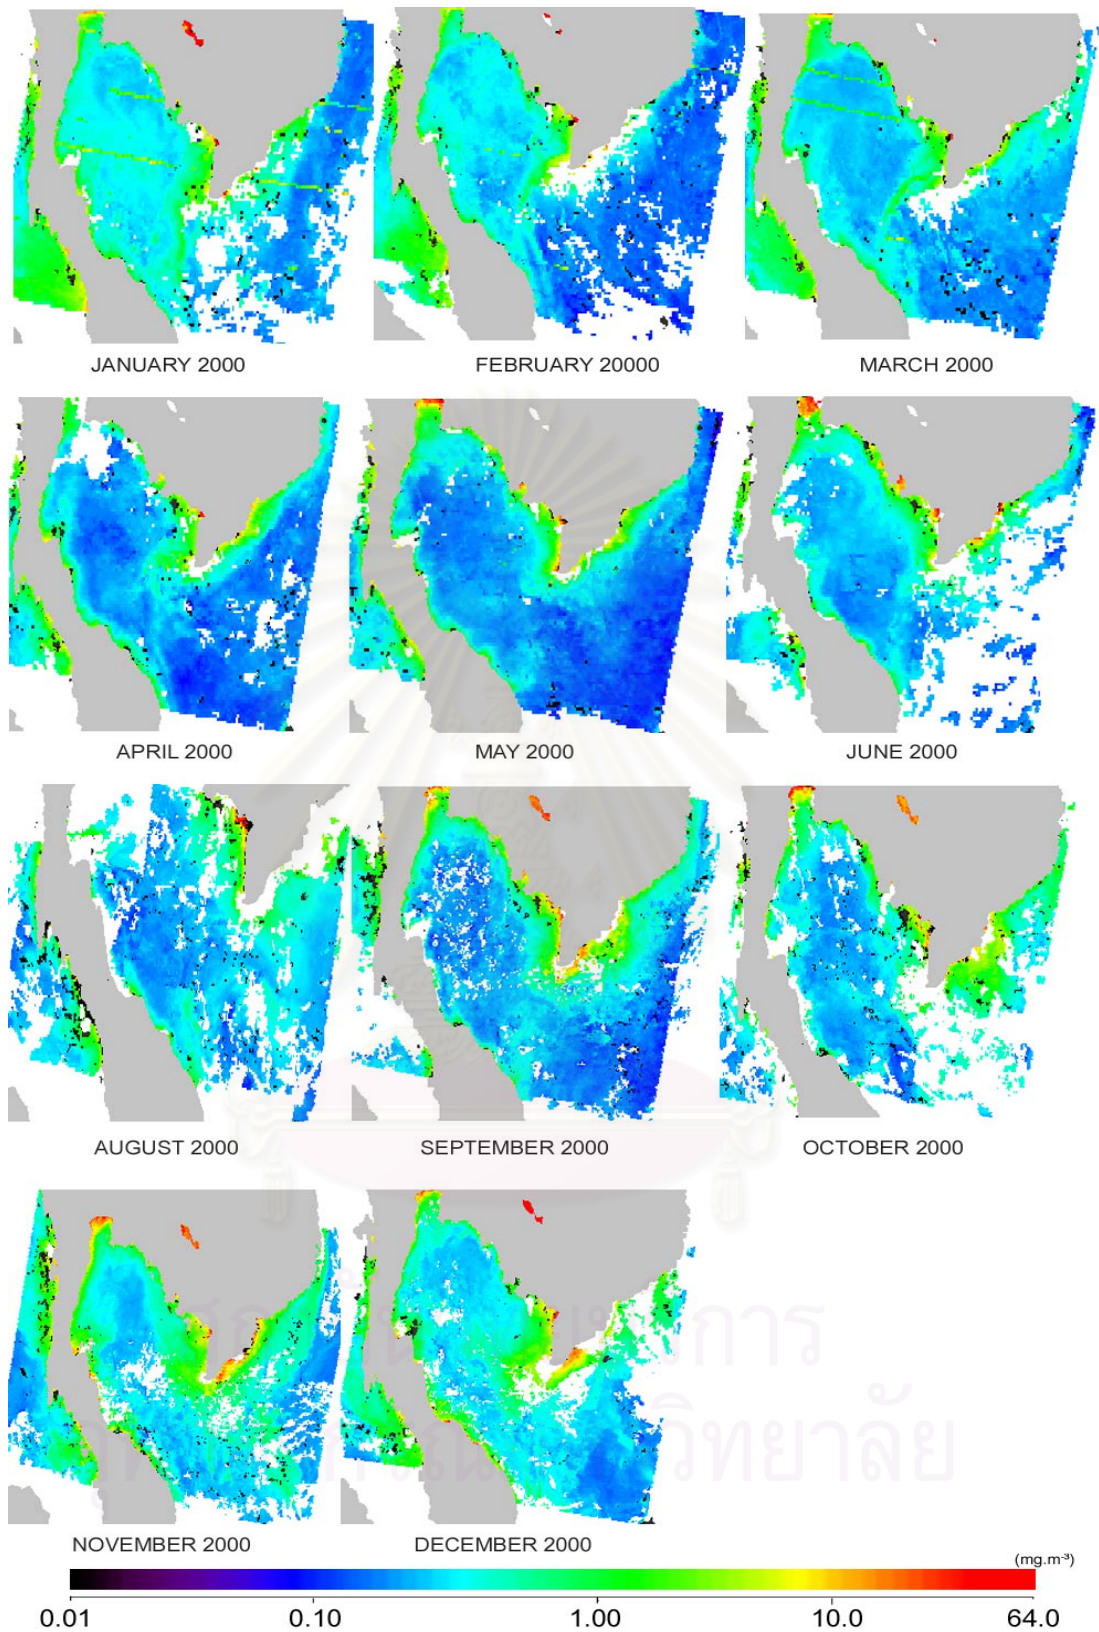 JANUARY 2000
FEBRUARY 20000
MARCH 2000
APRIL 2000
MAY 2000
JUNE 2000
AUGUST 2000
SEPTEMBER 2000
OCTOBER 2000
NOVEMBER 2000
DECEMBER 2000
(mg.m⁻³)
0.01 0.10 1.00 10.0 64.0